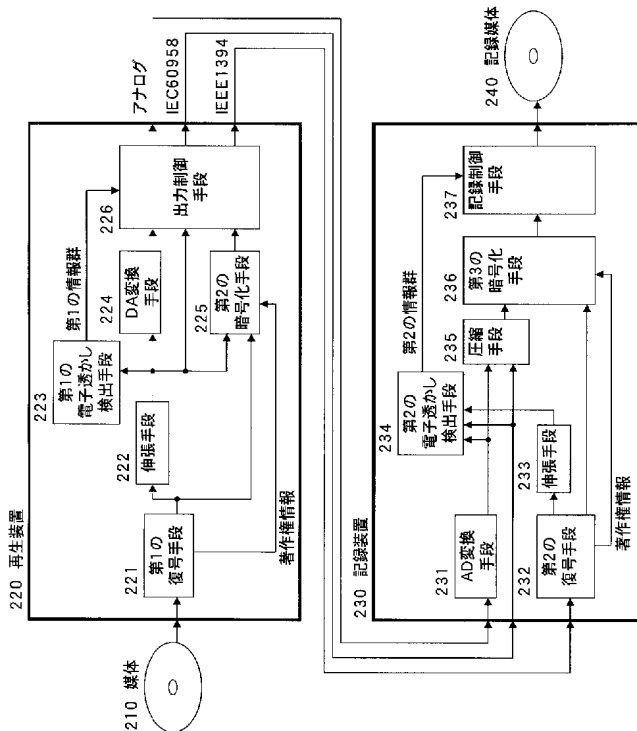 220 再生装置
210 媒体
221
第1の
復号手段
222
伸張手段
223
第1の
電子透かし
検出手段
第1の情報群
224
DA変換
手段
225
第2の
暗号化手段
226
出力制御
手段
著作権情報
アナログ
IEC60958
IEEE1394
230 記録装置
231
AD変換
手段
232
第2の
復号手段
233
伸張手段
234
第2の
電子透かし
検出手段
第2の情報群
235
圧縮
手段
236
第3の
暗号化
手段
237
記録制御
手段
著作権情報
240 記録媒体